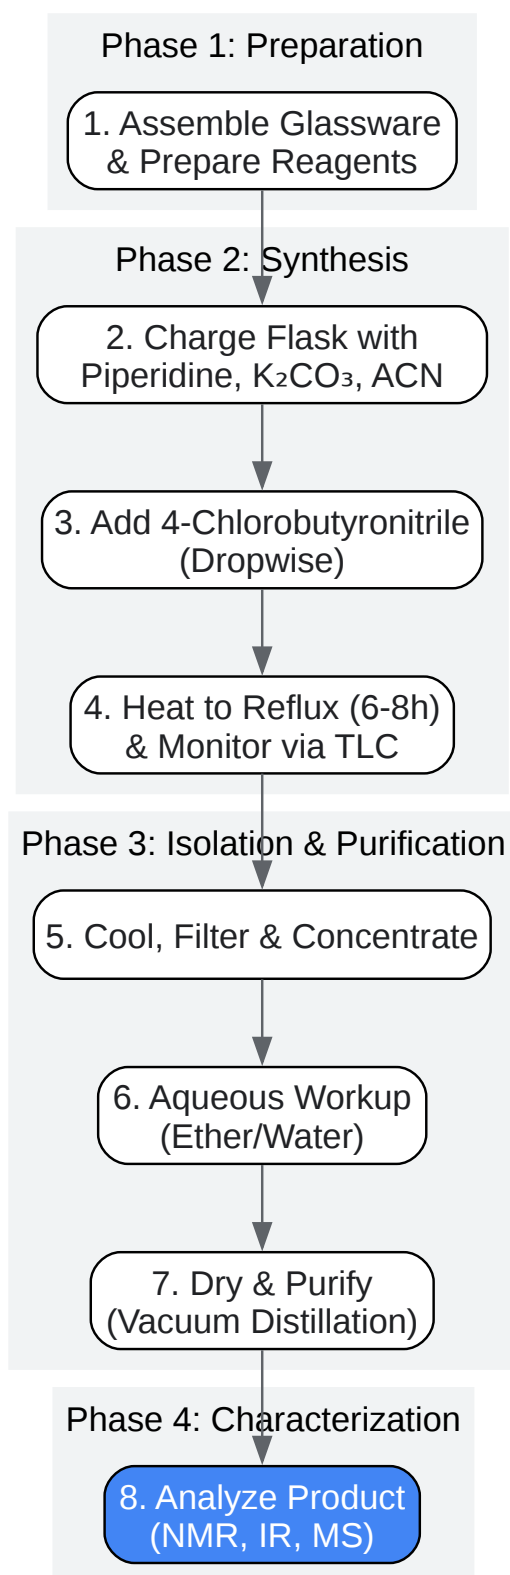 Phase 1: Preparation
1. Assemble Glassware
& Prepare Reagents
Phase 2: Synthesis
2. Charge Flask with
Piperidine, K₂CO₃, ACN
3. Add 4-Chlorobutyronitrile
(Dropwise)
4. Heat to Reflux (6-8h)
& Monitor via TLC
Phase 3: Isolation & Purification
5. Cool, Filter & Concentrate
6. Aqueous Workup
(Ether/Water)
7. Dry & Purify
(Vacuum Distillation)
Phase 4: Characterization
8. Analyze Product
(NMR, IR, MS)